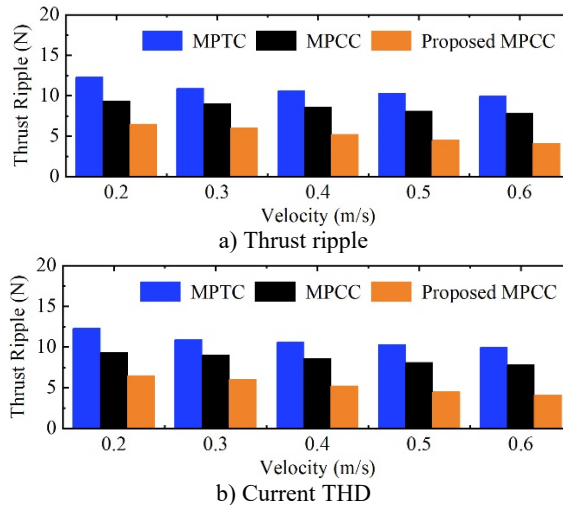 20
MPTC MPCC Proposed MPCC
15
10
5
0
Thrust Ripple (N)
0.2 0.3 0.4 0.5 0.6
Velocity (m/s)
a) Thrust ripple
20
MPTC MPCC Proposed MPCC
15
10
5
0
Thrust Ripple (N)
0.2 0.3 0.4 0.5 0.6
Velocity (m/s)
b) Current THD